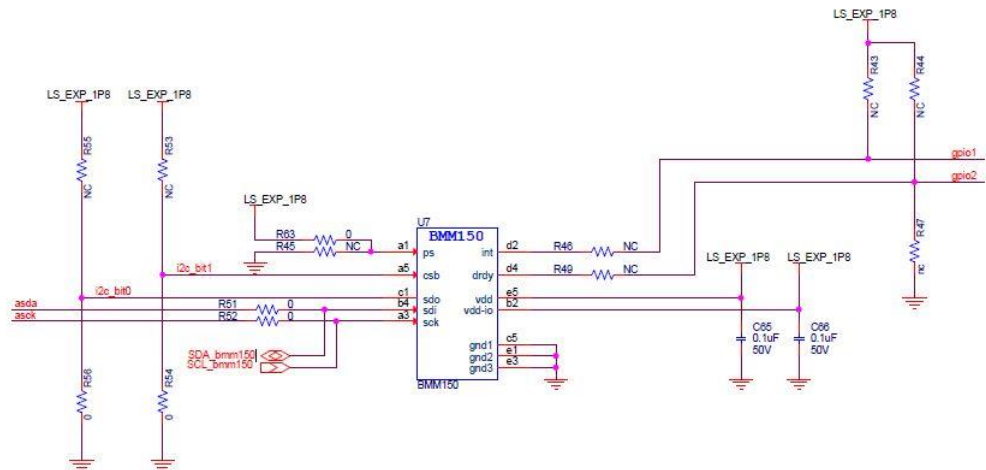 LS_EXP_1P8
R43
R44
NC
NC
LS_EXP_1P8
LS_EXP_1P8
R55
R53
NC
NC
gpio1
gpio2
LS_EXP_1P8
R63
0
R45
NC
U7
BMM150
a1
ps
a5
csb
c1
sdo
b4
sdi
a3
sck
int
d2
drdy
d4
vdd
e5
vdd-io
b2
gnd1
c5
gnd2
e1
gnd3
e3
BMM150
R46
NC
R49
NC
R47
nc
LS_EXP_1P8
LS_EXP_1P8
i2c_bit1
i2c_bit0
asda
asck
R51
0
R52
0
SDA_bmm150
SCL_bmm150
C65
0.1uF
50V
C66
0.1uF
50V
R56
0
R54
0